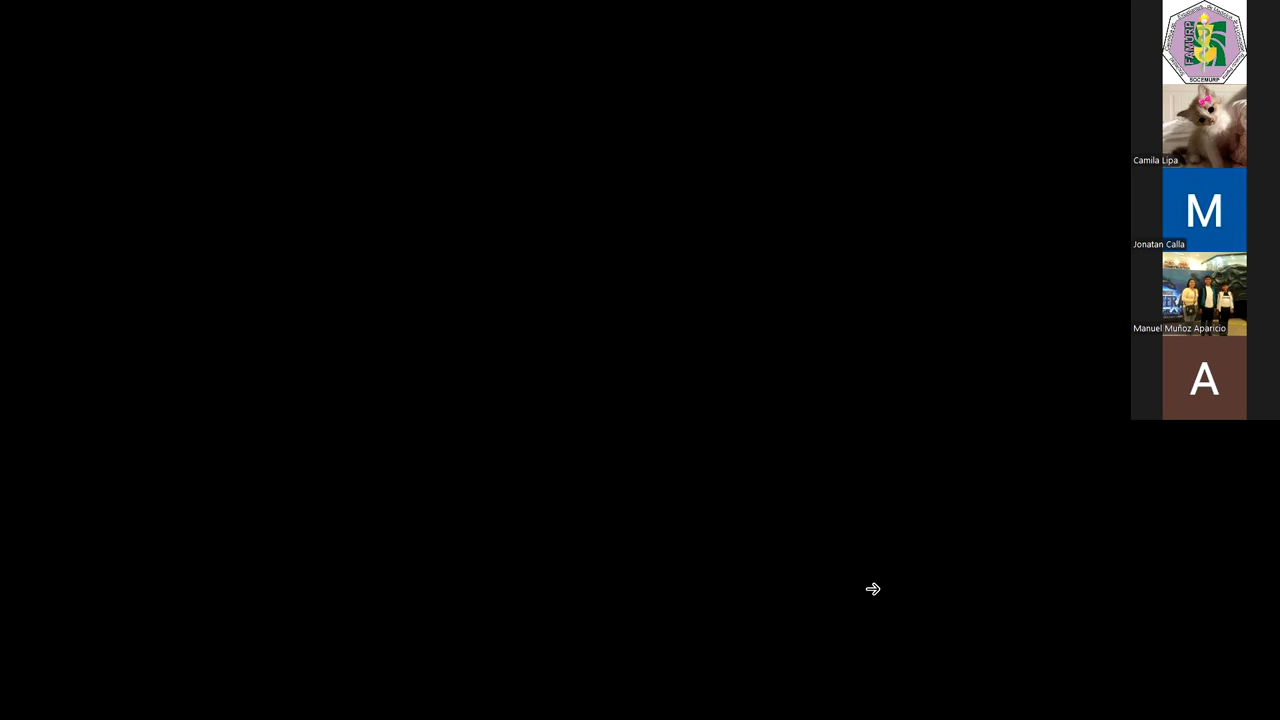 FAMURP
SOCEMURP
Camila Lipa
M
Jonatan Calla
Manuel Muñoz Aparicio
A